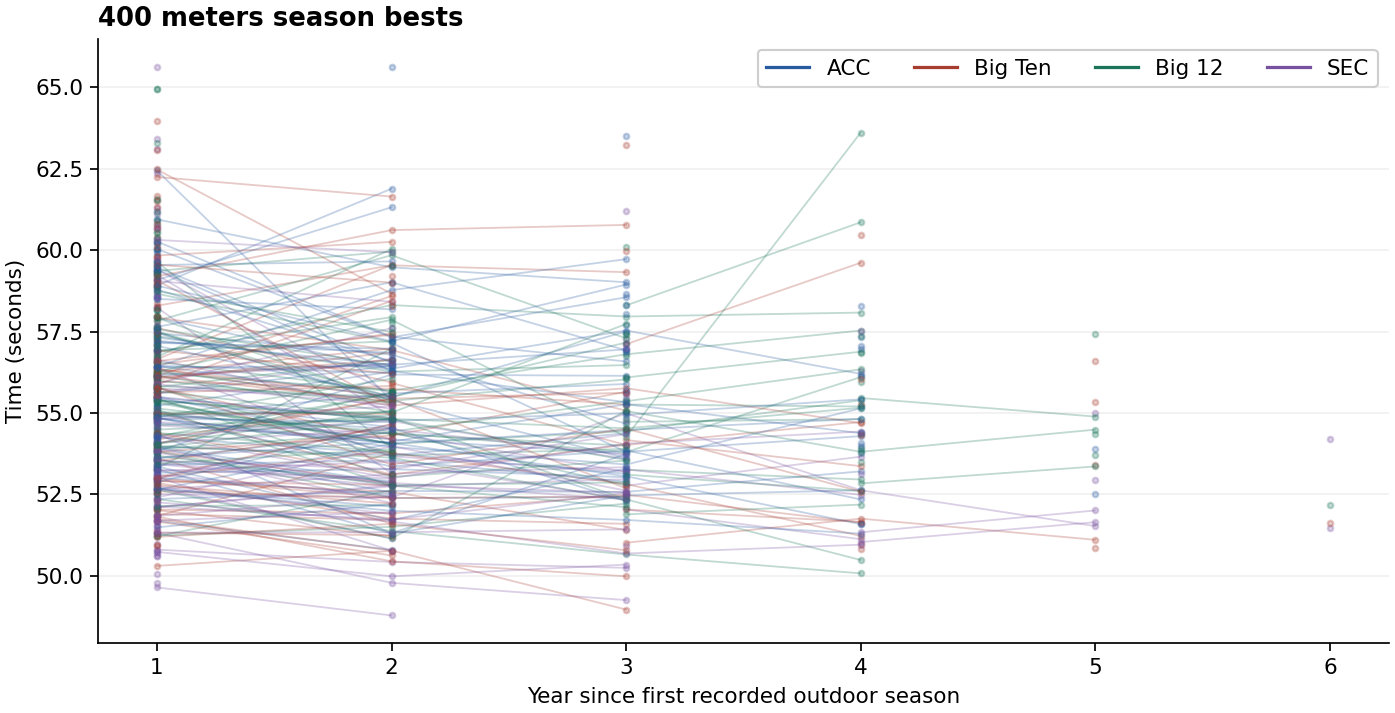 400 meters season bests
ACC Big Ten Big 12 SEC
65.0
62.5
60.0
57.5
55.0
52.5
50.0
Time (seconds)
1 2 3 4 5 6
Year since first recorded outdoor season